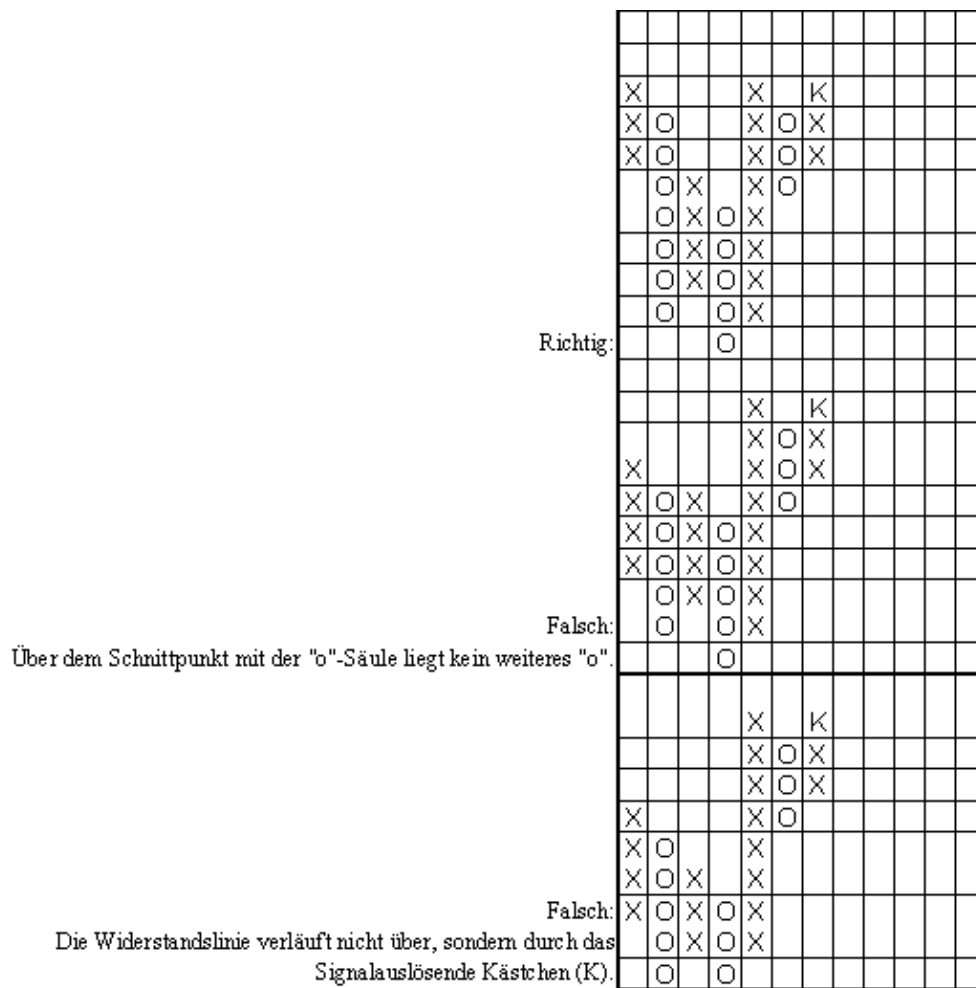 X X K
X O X O X
X O X O X
O X X O
O X O X
O X O X
O X O X
O O X
Richtig: O
X K
X O X
X X O X
X O X X O
X O X O X
X O X O X
O X O X
Falsch: O O X
Über dem Schnittpunkt mit der "o"-Säule liegt kein weiteres "o". O
X K
X O X
X O X
X X O
X O X
X O X X
Falsch: X O X O X
Die Widerstandslinie verläuft nicht über, sondern durch das O X O X
Signalauslösende Kästchen (K). O O